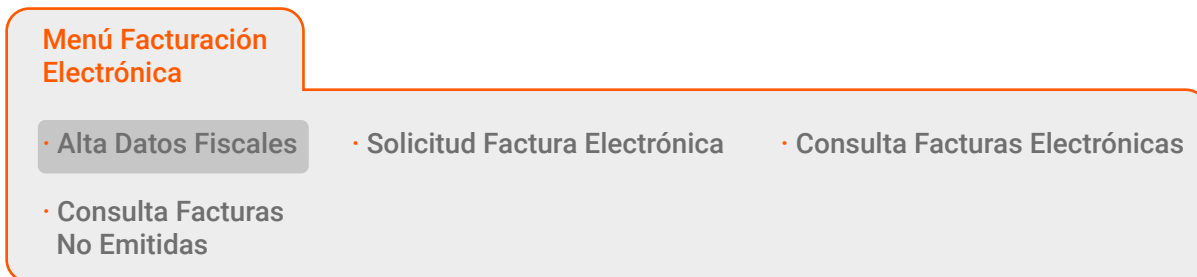 Menú Facturación
Electrónica
· Alta Datos Fiscales
· Solicitud Factura Electrónica
· Consulta Facturas Electrónicas
· Consulta Facturas
No Emitidas